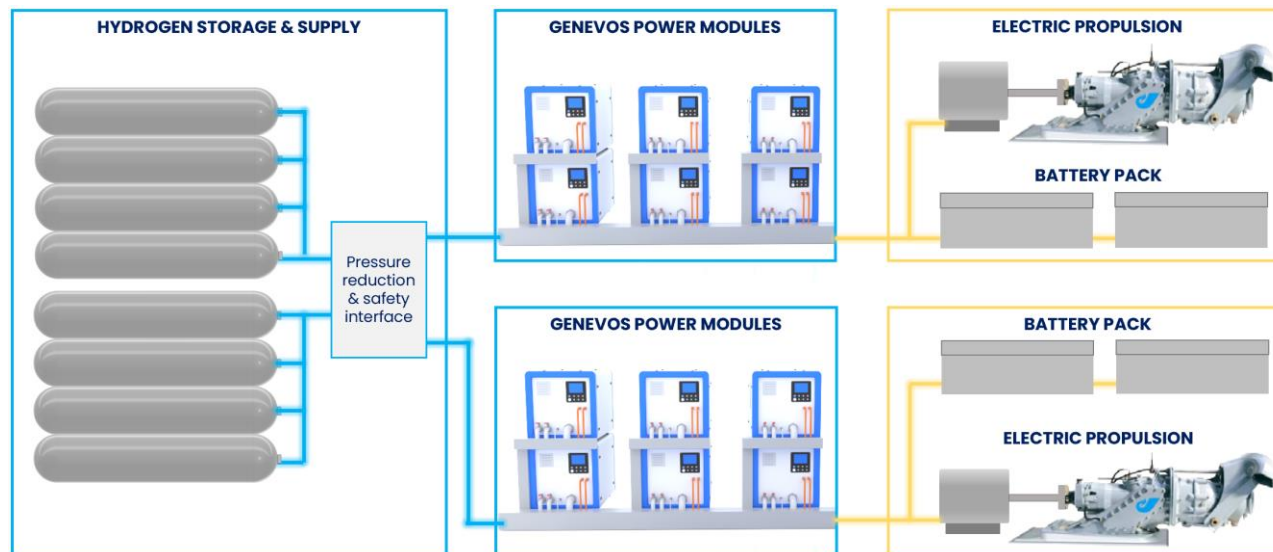 HYDROGEN STORAGE & SUPPLY
Pressure
reduction
& safety
interface
GENEVOS POWER MODULES
ELECTRIC PROPULSION
BATTERY PACK
GENEVOS POWER MODULES
BATTERY PACK
ELECTRIC PROPULSION